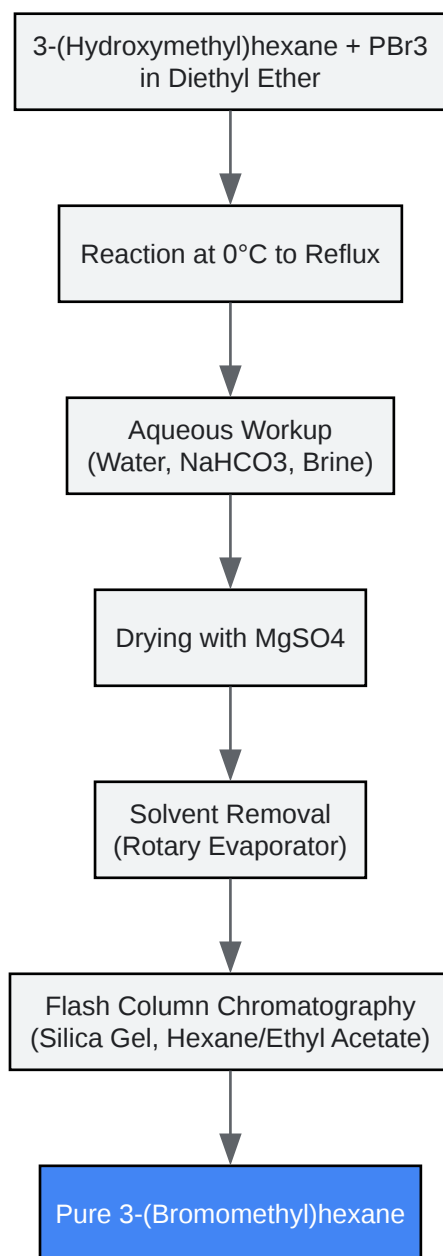 3-(Hydroxymethyl)hexane + PBr3
in Diethyl Ether
Reaction at 0°C to Reflux
Aqueous Workup
(Water, NaHCO3, Brine)
Drying with MgSO4
Solvent Removal
(Rotary Evaporator)
Flash Column Chromatography
(Silica Gel, Hexane/Ethyl Acetate)
Pure 3-(Bromomethyl)hexane